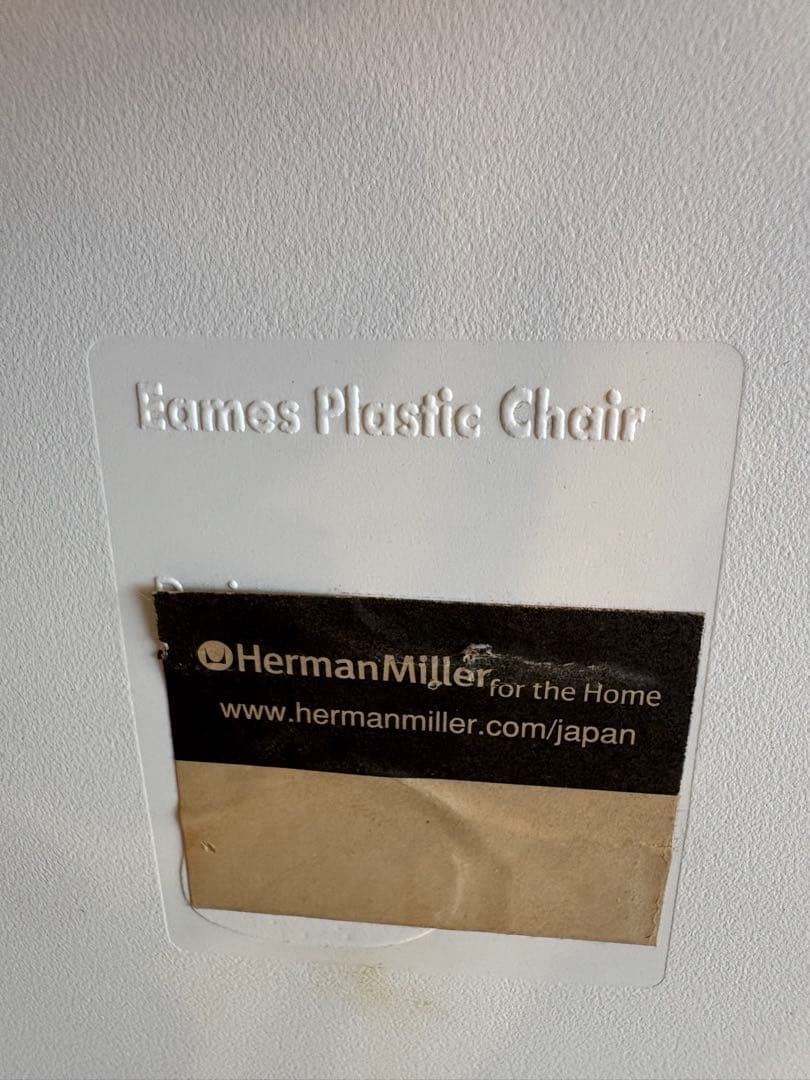 Eames Plastic Chair
HermanMiller for the Home
www.hermanmiller.com/japan